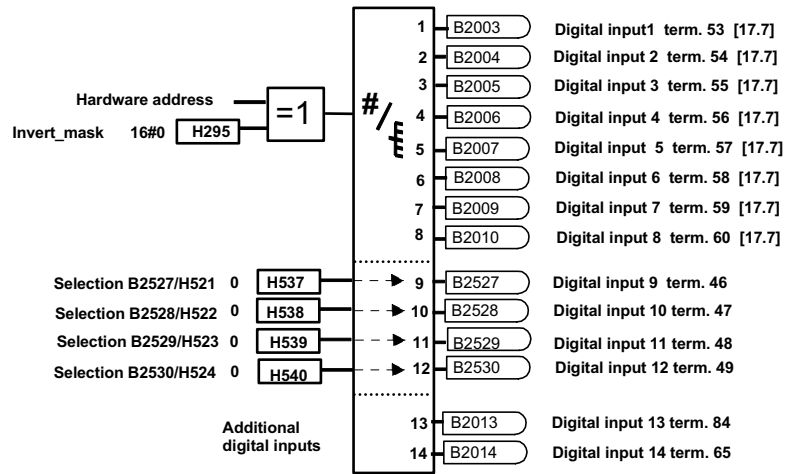 1 B2003 Digital input1 term. 53 [17.7]
2 B2004 Digital input 2 term. 54 [17.7]
3 B2005 Digital input 3 term. 55 [17.7]
Hardware address =1 #/
4 B2006 Digital input 4 term. 56 [17.7]
Invert_mask 16#0 H295
5 B2007 Digital input 5 term. 57 [17.7]
6 B2008 Digital input 6 term. 58 [17.7]
7 B2009 Digital input 7 term. 59 [17.7]
8 B2010 Digital input 8 term. 60 [17.7]
Selection B2527/H521 0 H537 9 B2527 Digital input 9 term. 46
Selection B2528/H522 0 H538 10 B2528 Digital input 10 term. 47
Selection B2529/H523 0 H539 11 B2529 Digital input 11 term. 48
Selection B2530/H524 0 H540 12 B2530 Digital input 12 term. 49
Additional
digital inputs
13 B2013 Digital input 13 term. 84
14 B2014 Digital input 14 term. 65